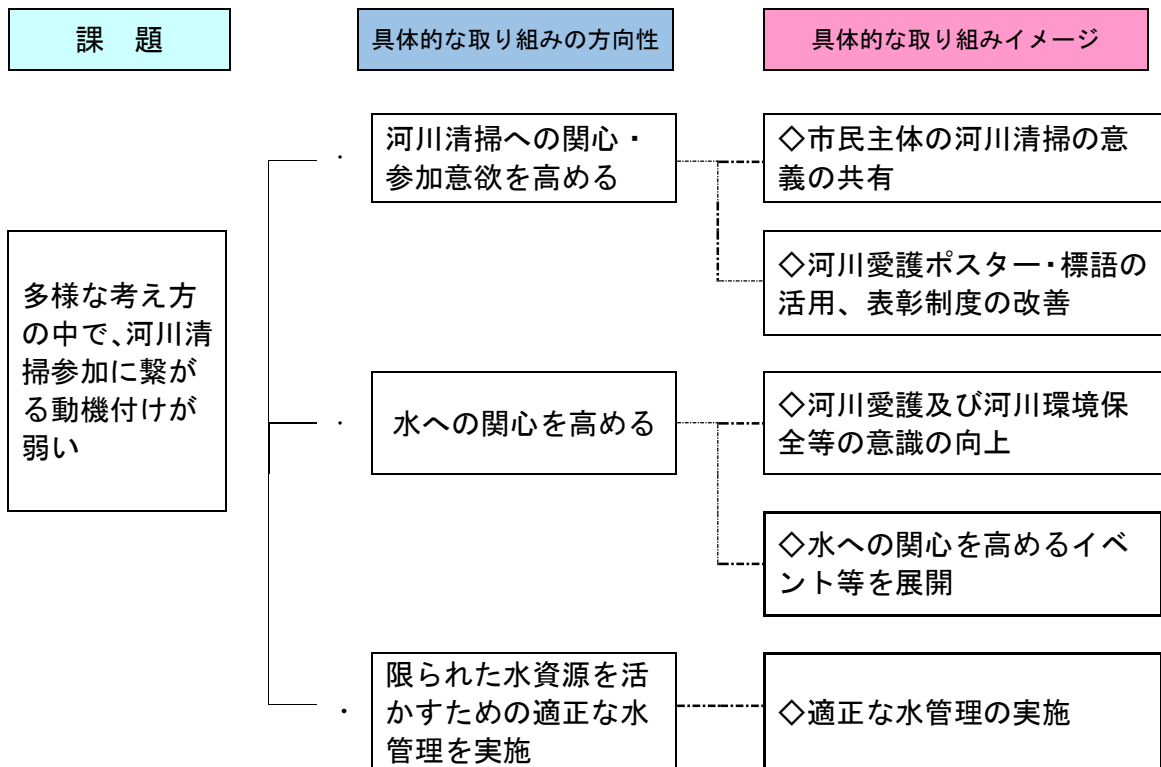 課　題
具体的な取り組みの方向性
具体的な取り組みイメージ
多様な考え方
の中で、河川清
掃参加に繋が
る動機付けが
弱い
河川清掃への関心・
参加意欲を高める
◇市民主体の河川清掃の意
義の共有
◇河川愛護ポスター・標語の
活用、表彰制度の改善
水への関心を高める
◇河川愛護及び河川環境保
全等の意識の向上
◇水への関心を高めるイベ
ント等を展開
限られた水資源を活
かすための適正な水
管理を実施
◇適正な水管理の実施